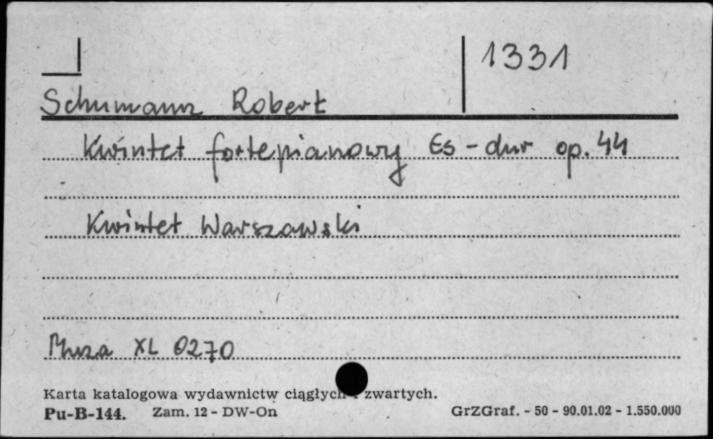 1331
Schumann Robert
Kwintet fortepianowy Es-dur op. 44
Kwintet Warszawski
Muza XL 0270
Karta katalogowa wydawnictw ciągłych i zwartych.
Pu-B-144. Zam. 12 - DW-On GrZGraf. - 50 - 90.01.02 - 1.550.000